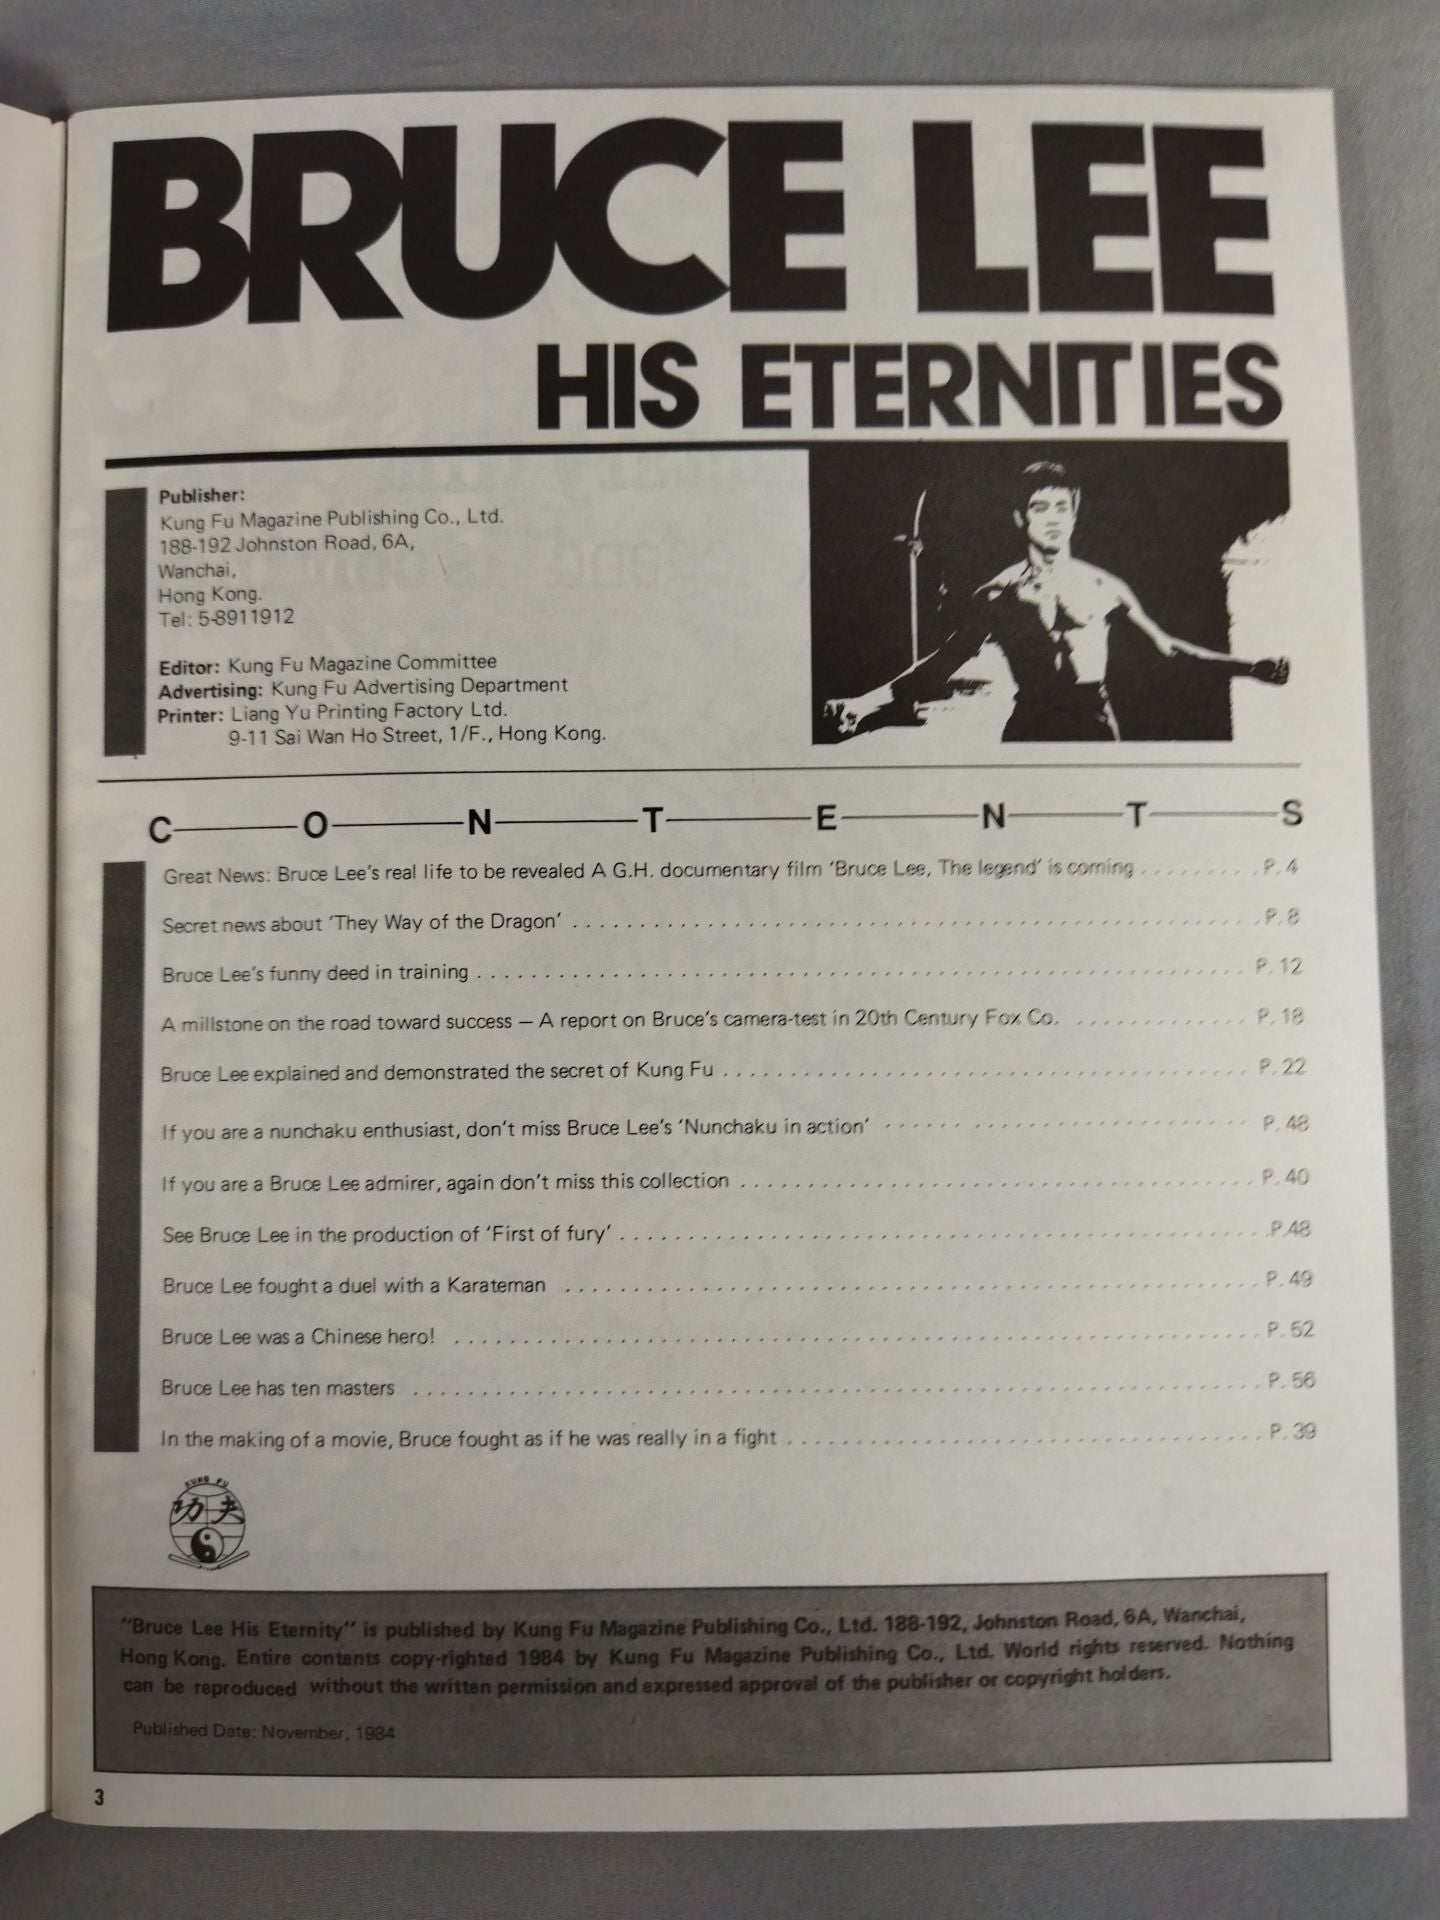 BRUCE LEE
HIS ETERNITIES
Publisher:
Kung Fu Magazine Publishing Co., Ltd.
188-192 Johnston Road, 6A,
Wanchai,
Hong Kong.
Tel: 5-8911912
Editor: Kung Fu Magazine Committee
Advertising: Kung Fu Advertising Department
Printer: Liang Yu Printing Factory Ltd.
9-11 Sai Wan Ho Street, 1/F., Hong Kong.
C—O—N—T—E—N—T—S
Great News: Bruce Lee's real life to be revealed A G.H. documentary film 'Bruce Lee, The legend' is coming . . . . . . . . . P. 4
Secret news about 'They Way of the Dragon' . . . . . . . . . P.8
Bruce Lee's funny deed in training . . . . . . . . . P. 12
A millstone on the road toward success — A report on Bruce's camera-test in 20th Century Fox Co. . . . . . . . . . P. 18
Bruce Lee explained and demonstrated the secret of Kung Fu . . . . . . . . . P. 22
If you are a nunchaku enthusiast, don't miss Bruce Lee's 'Nunchaku in action' . . . . . . . . . P. 48
If you are a Bruce Lee admirer, again don't miss this collection . . . . . . . . . P. 40
See Bruce Lee in the production of 'First of fury' . . . . . . . . . P.48
Bruce Lee fought a duel with a Karateman . . . . . . . . . P. 49
Bruce Lee was a Chinese hero! . . . . . . . . . P. 52
Bruce Lee has ten masters . . . . . . . . . P. 56
In the making of a movie, Bruce fought as if he was really in a fight . . . . . . . . . P. 39
KUNG FU
功夫
"Bruce Lee His Eternity" is published by Kung Fu Magazine Publishing Co., Ltd. 188-192, Johnston Road, 6A, Wanchai,
Hong Kong. Entire contents copy-righted 1984 by Kung Fu Magazine Publishing Co., Ltd. World rights reserved. Nothing
can be reproduced without the written permission and expressed approval of the publisher or copyright holders.
Published Date: November, 1984
3